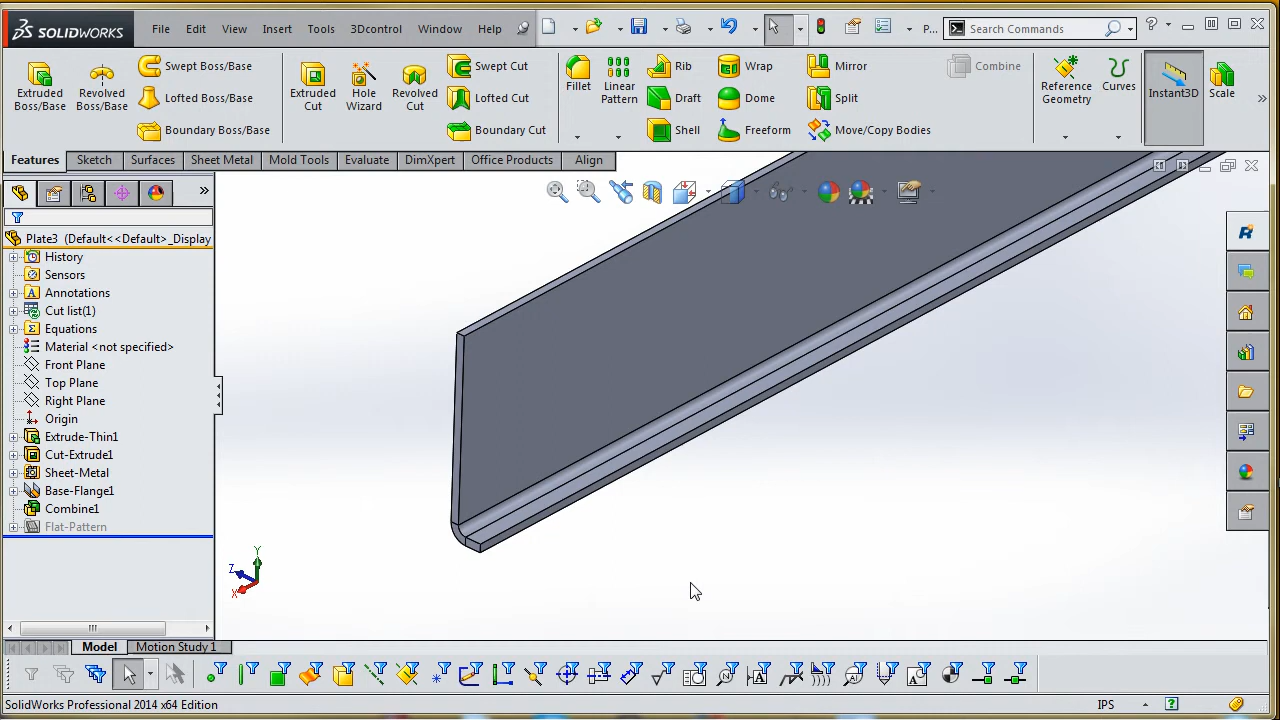 SOLIDWORKS File Edit View Insert Tools 3Dcontrol Window Help P... Search Commands
Extruded Boss/Base
Revolved Boss/Base
Swept Boss/Base
Lofted Boss/Base
Boundary Boss/Base
Extruded Cut
Hole Wizard
Revolved Cut
Swept Cut
Lofted Cut
Boundary Cut
Fillet
Linear Pattern
Rib
Draft
Shell
Wrap
Dome
Freeform
Mirror
Split
Move/Copy Bodies
Combine
Reference Geometry
Curves
Instant3D
Scale
Features Sketch Surfaces Sheet Metal Mold Tools Evaluate DimXpert Office Products Align
Plate3 (Default<<Default>_Display
History
Sensors
Annotations
Cut list(1)
Equations
Material <not specified>
Front Plane
Top Plane
Right Plane
Origin
Extrude-Thin1
Cut-Extrude1
Sheet-Metal
Base-Flange1
Combine1
Flat-Pattern
Y
Z
X
Model Motion Study 1
SolidWorks Professional 2014 x64 Edition IPS